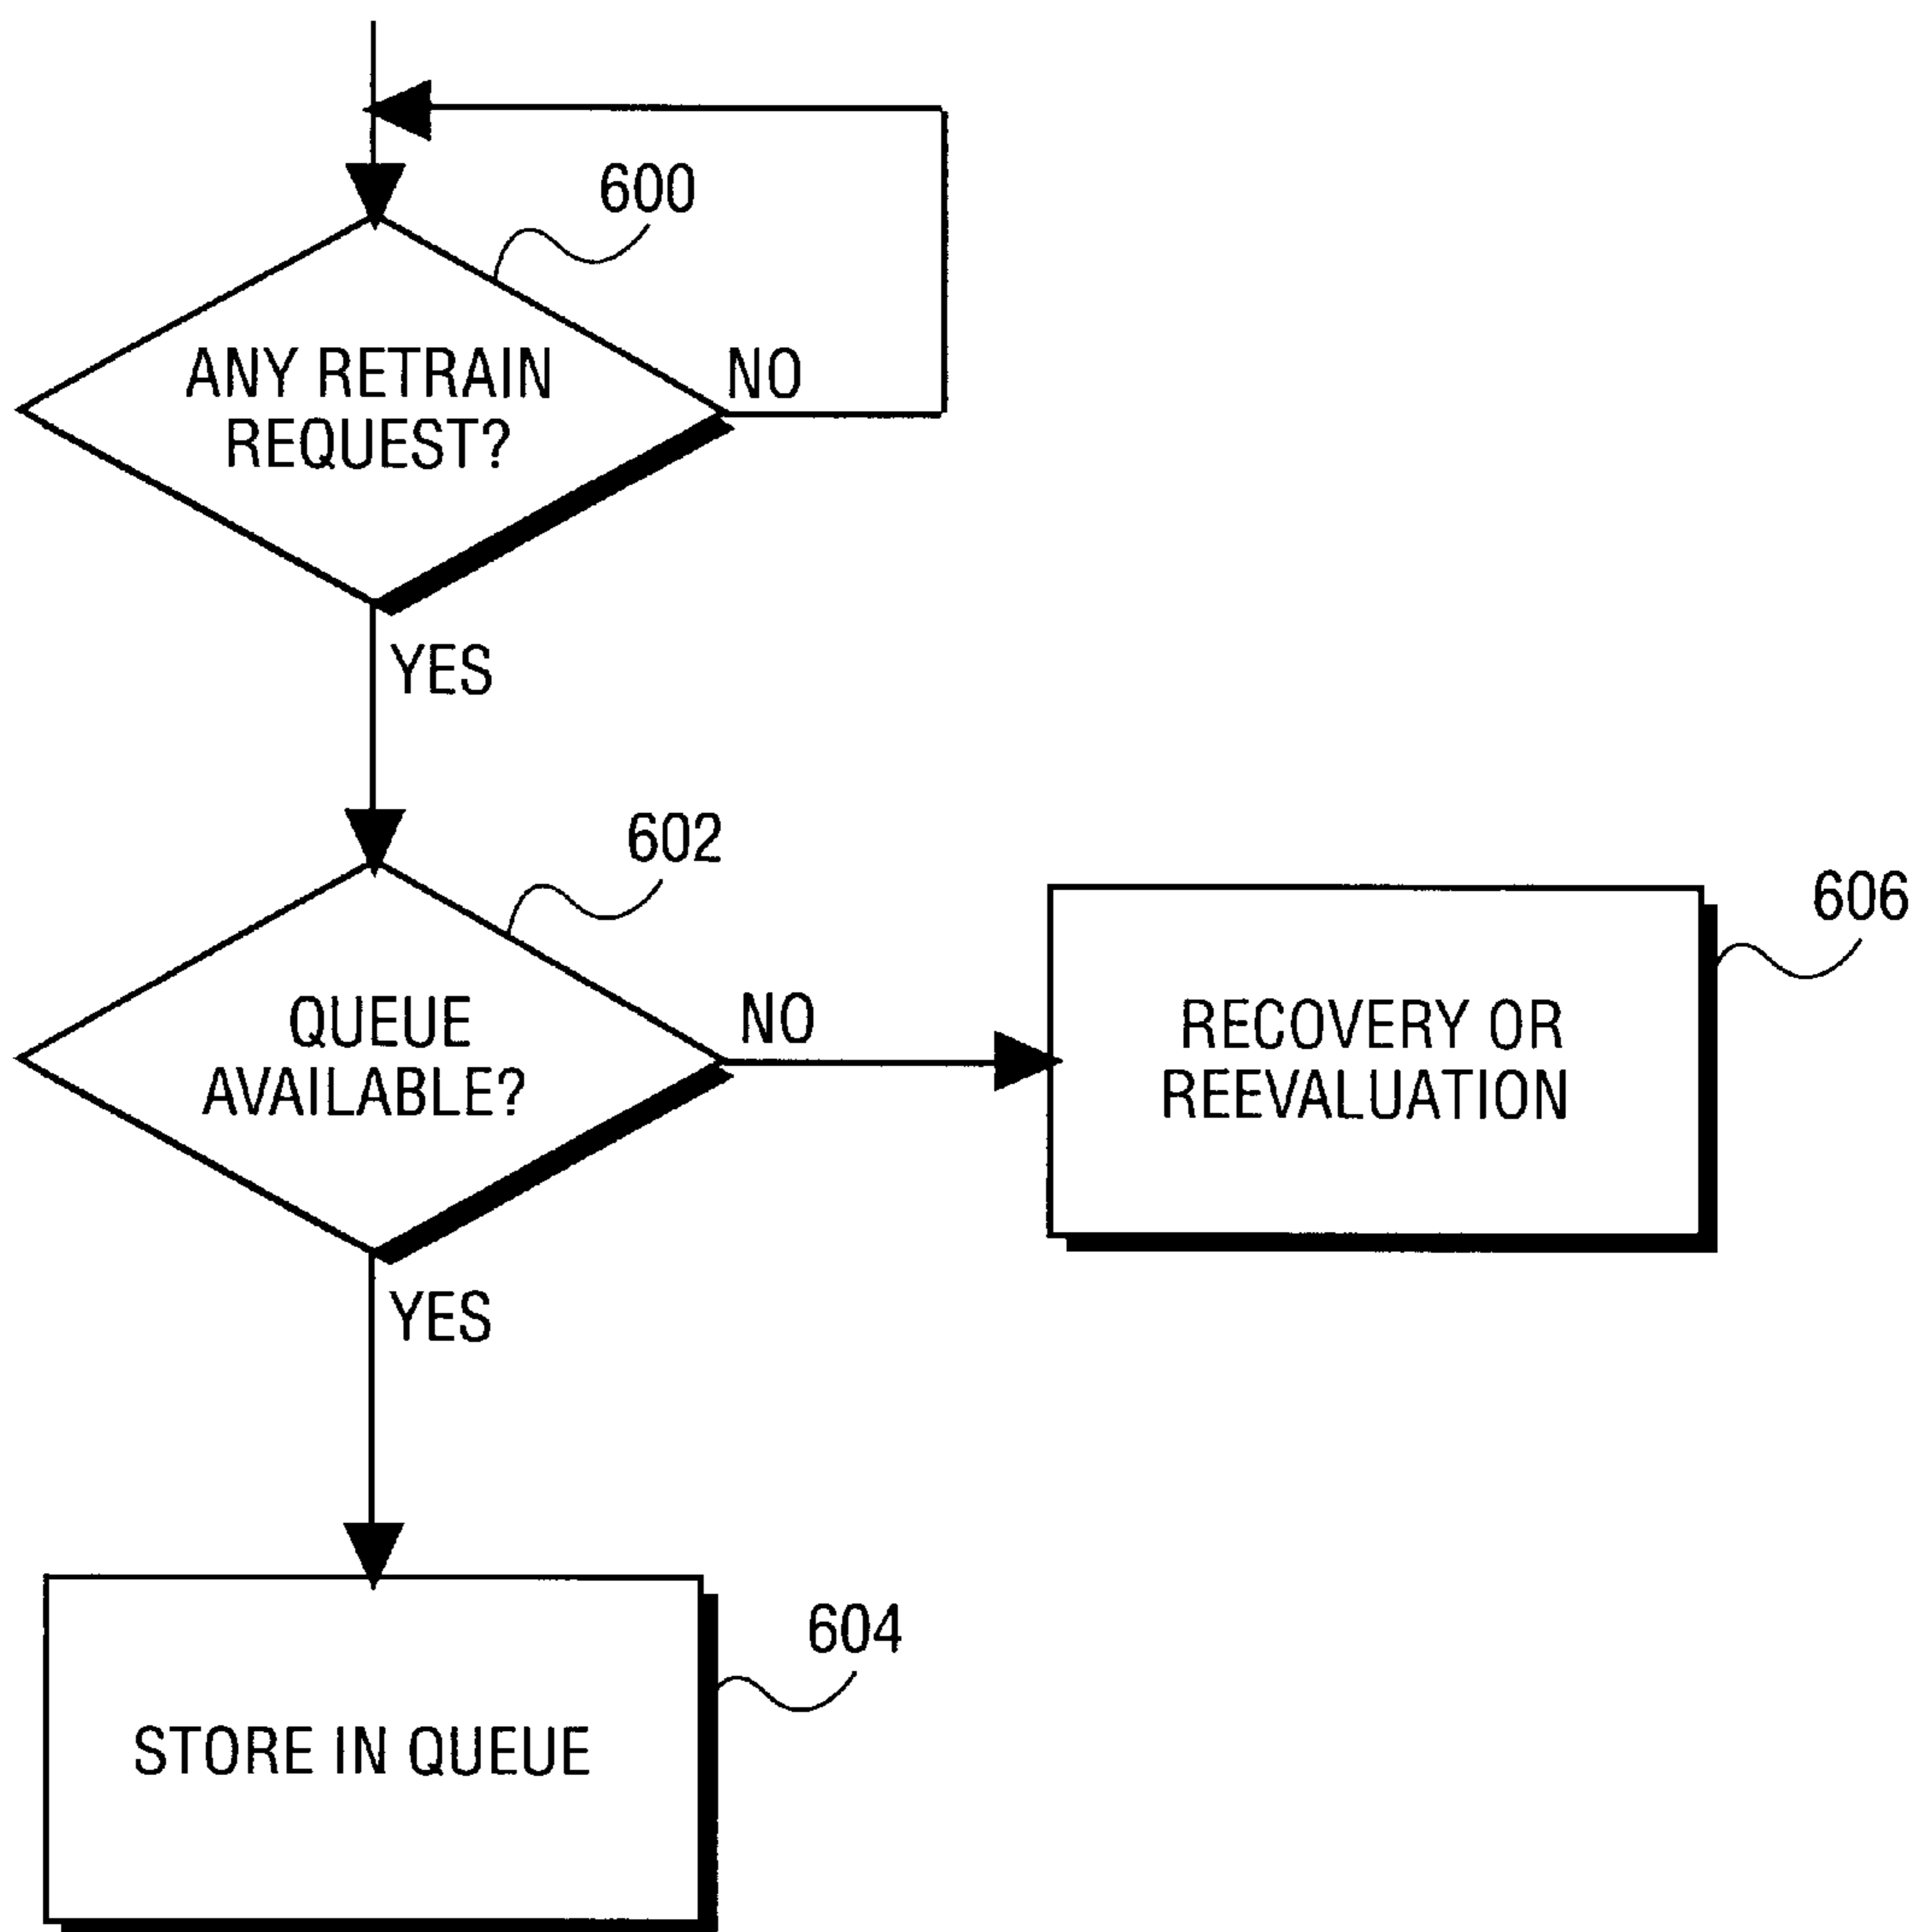 600
ANY RETRAIN
REQUEST?
NO
YES
602
QUEUE
AVAILABLE?
NO
606
RECOVERY OR
REEVALUATION
YES
604
STORE IN QUEUE